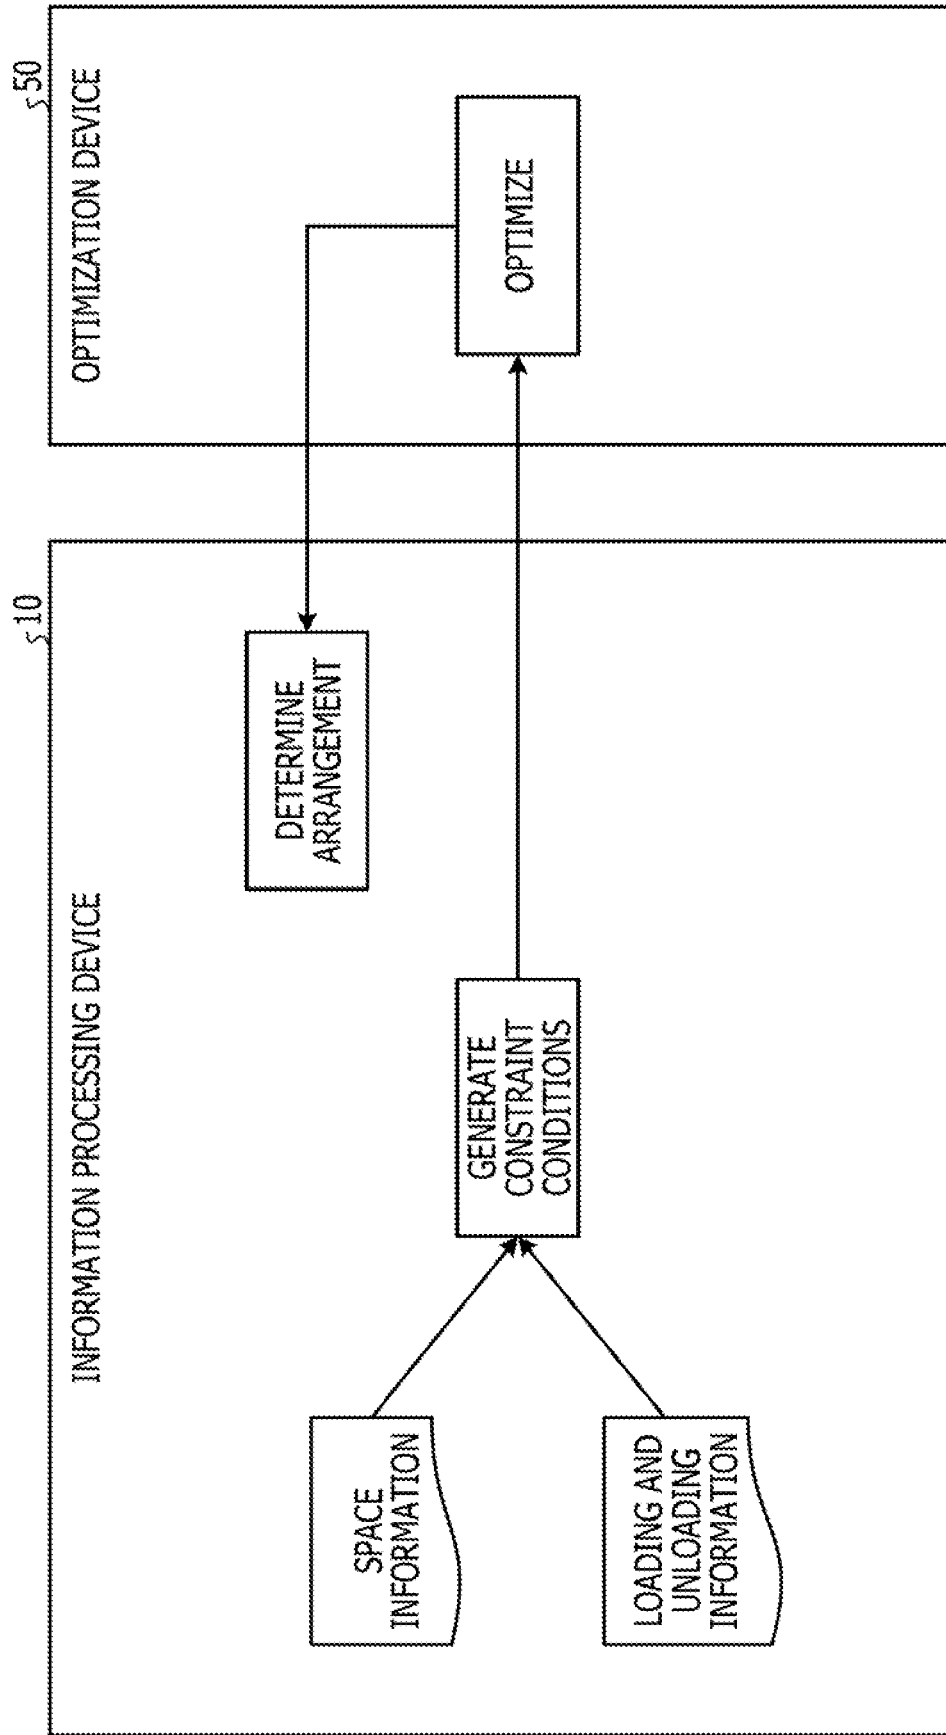 10
INFORMATION PROCESSING DEVICE
SPACE
INFORMATION
LOADING AND
UNLOADING
INFORMATION
GENERATE
CONSTRAINT
CONDITIONS
DETERMINE
ARRANGEMENT
50
OPTIMIZATION DEVICE
OPTIMIZE